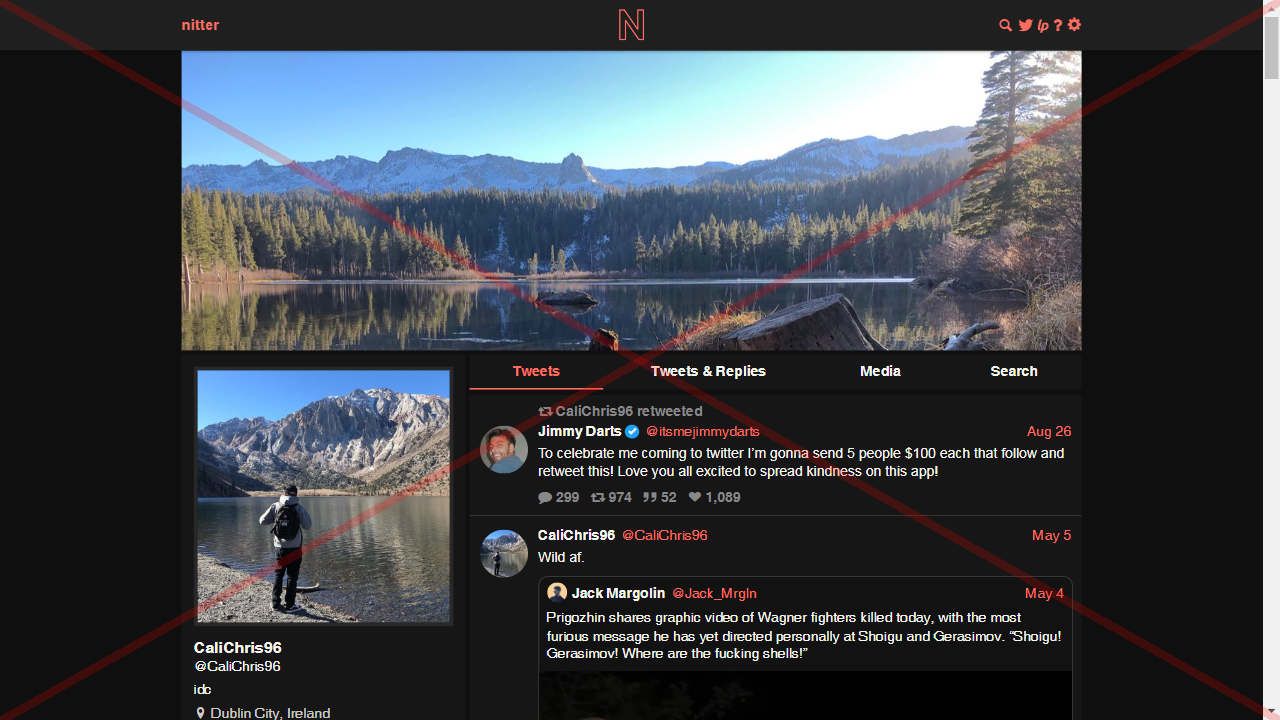 nitter
N
lp ?
Tweets
Tweets & Replies
Media
Search
CaliChris96 retweeted
Jimmy Darts @itsmejimmydarts Aug 26
To celebrate me coming to twitter I'm gonna send 5 people $100 each that follow and
retweet this! Love you all excited to spread kindness on this app!
299 974 52 1,089
CaliChris96 @CaliChris96 May 5
Wild af.
Jack Margolin @Jack_Mrgln May 4
Prigozhin shares graphic video of Wagner fighters killed today, with the most
furious message he has yet directed personally at Shoigu and Gerasimov. “Shoigu!
Gerasimov! Where are the fucking shells!”
CaliChris96
@CaliChris96
idc
Dublin City, Ireland